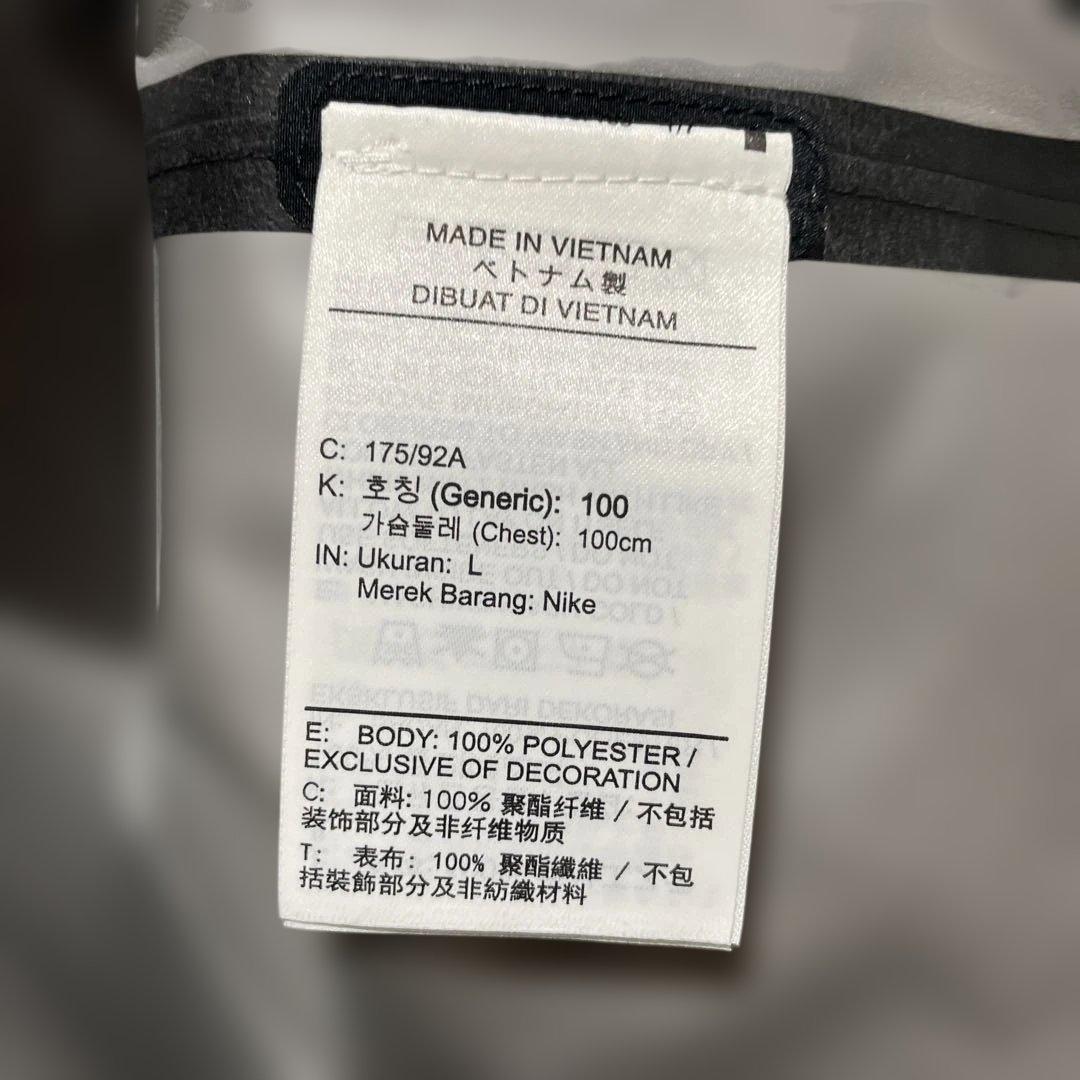 MADE IN VIETNAM
ベトナム製
DIBUAT DI VIETNAM
C: 175/92A
K: 호칭 (Generic): 100
가슴둘레 (Chest): 100cm
IN: Ukuran: L
Merek Barang: Nike
E: BODY: 100% POLYESTER /
EXCLUSIVE OF DECORATION
C: 面料: 100% 聚酯纤维 / 不包括
装饰部分及非纤维物质
T: 表布: 100% 聚酯纖維 / 不包
括裝飾部分及非紡織材料